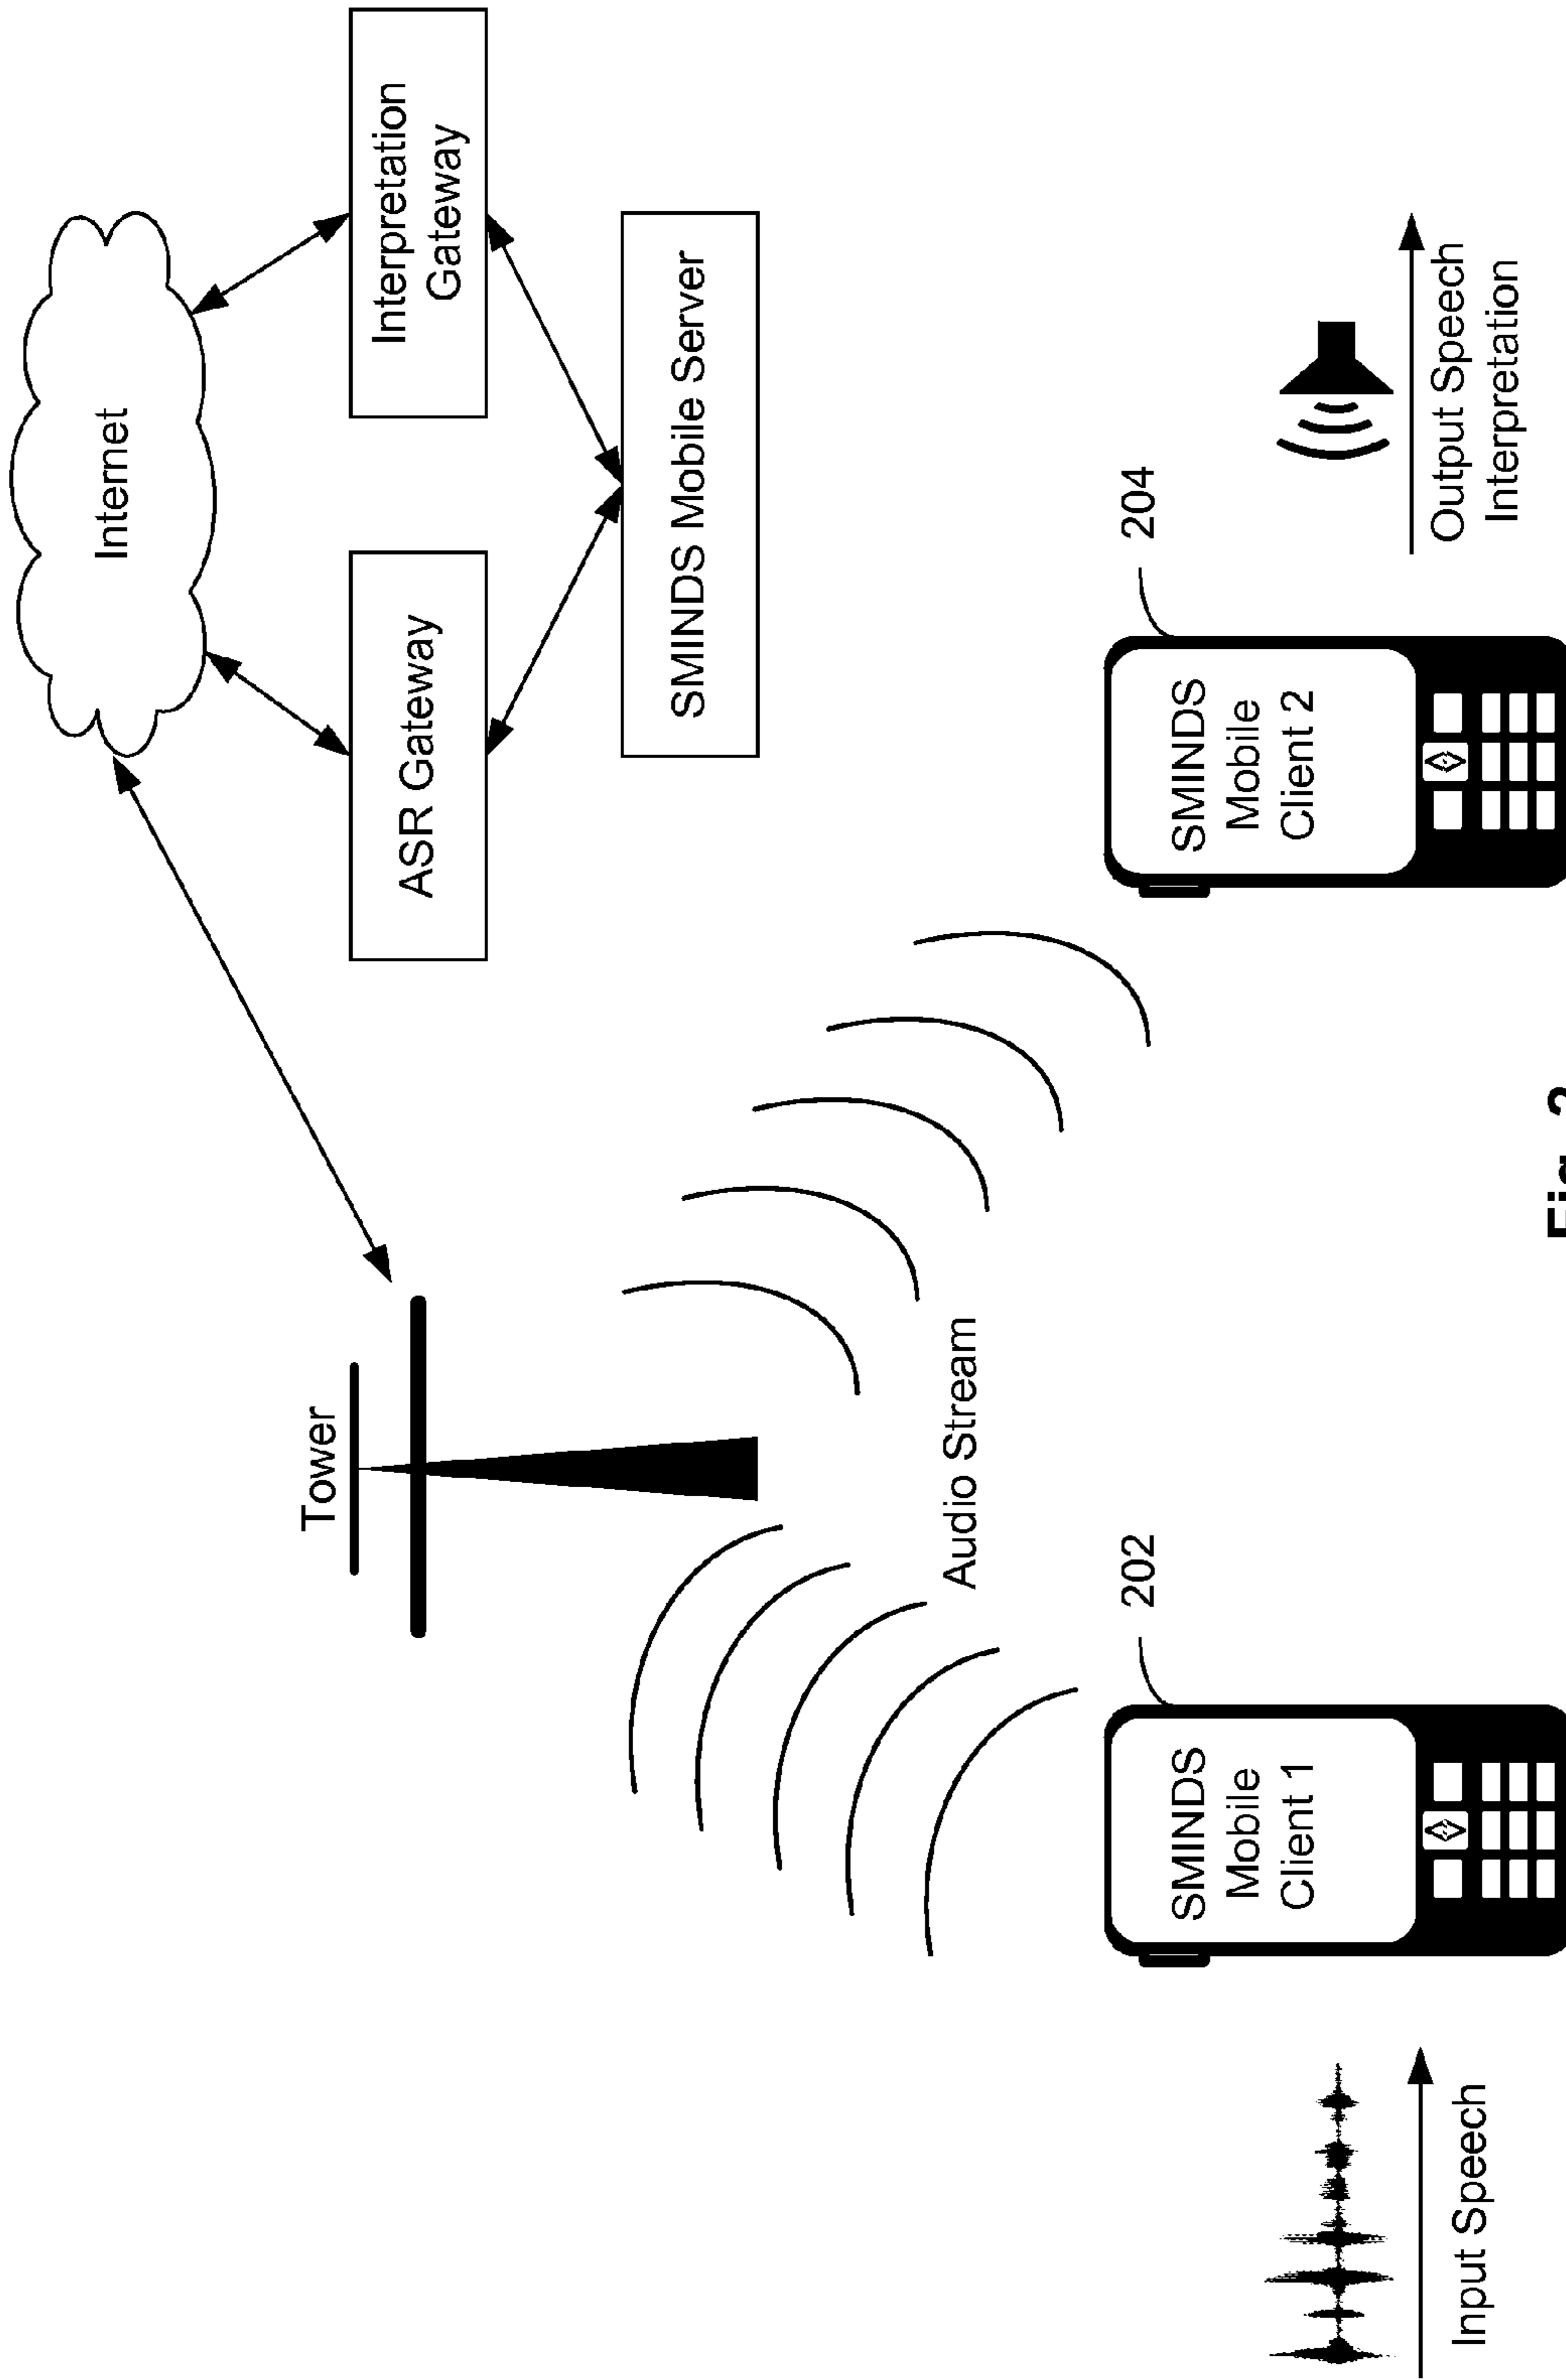 Internet
Tower
ASR Gateway
Interpretation
Gateway
SMINDS Mobile Server
Audio Stream
202
204
SMINDS
Mobile
Client 1
SMINDS
Mobile
Client 2
Input Speech
Output Speech
Interpretation